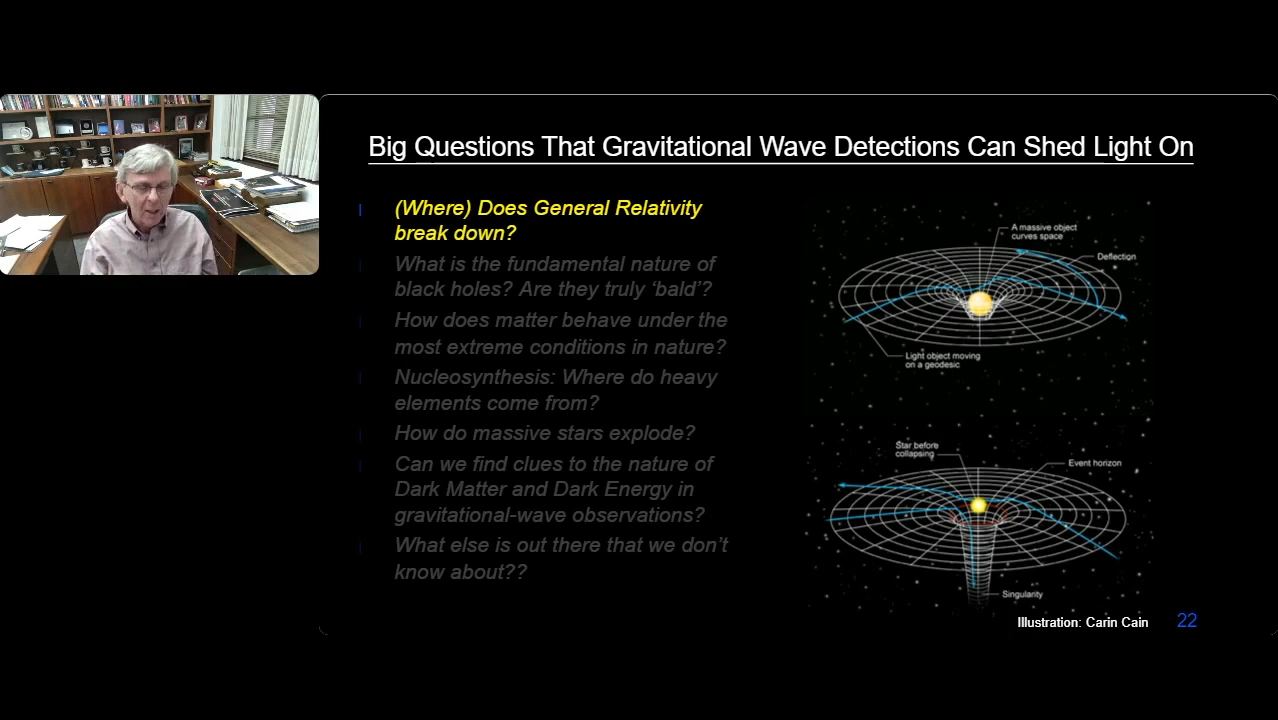 Big Questions That Gravitational Wave Detections Can Shed Light On
(Where) Does General Relativity
break down?
What is the fundamental nature of
black holes? Are they truly ‘bald’?
How does matter behave under the
most extreme conditions in nature?
Nucleosynthesis: Where do heavy
elements come from?
How do massive stars explode?
Can we find clues to the nature of
Dark Matter and Dark Energy in
gravitational-wave observations?
What else is out there that we don’t
know about??
A massive object
curves space
Deflection
Light object moving
on a geodesic
Star before
collapsing
Event horizon
Singularity
Illustration: Carin Cain
22